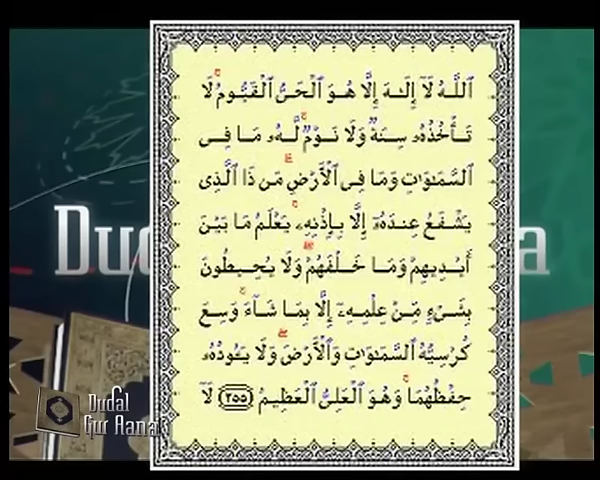 ٱللَّهُ لَآ إِلَٰهَ إِلَّا هُوَ ٱلْحَىُّ ٱلْقَيُّومُ ۚ لَا
تَأْخُذُهُۥ سِنَةٌ وَلَا نَوْمٌ ۚ لَّهُۥ مَا فِى
ٱلسَّمَٰوَٰتِ وَمَا فِى ٱلْأَرْضِ ۗ مَن ذَا ٱلَّذِى
يَشْفَعُ عِندَهُۥٓ إِلَّا بِإِذْنِهِۦ ۚ يَعْلَمُ مَا بَيْنَ
أَيْدِيهِمْ وَمَا خَلْفَهُمْ ۖ وَلَا يُحِيطُونَ
بِشَىْءٍ مِّنْ عِلْمِهِۦٓ إِلَّا بِمَا شَآءَ ۚ وَسِعَ
كُرْسِيُّهُ ٱلسَّمَٰوَٰتِ وَٱلْأَرْضَ ۖ وَلَا يَـُٔودُهُۥ
حِفْظُهُمَا ۚ وَهُوَ ٱلْعَلِىُّ ٱلْعَظِيمُ ٢٥٥ لَآ
Dudal
Qur'Aana